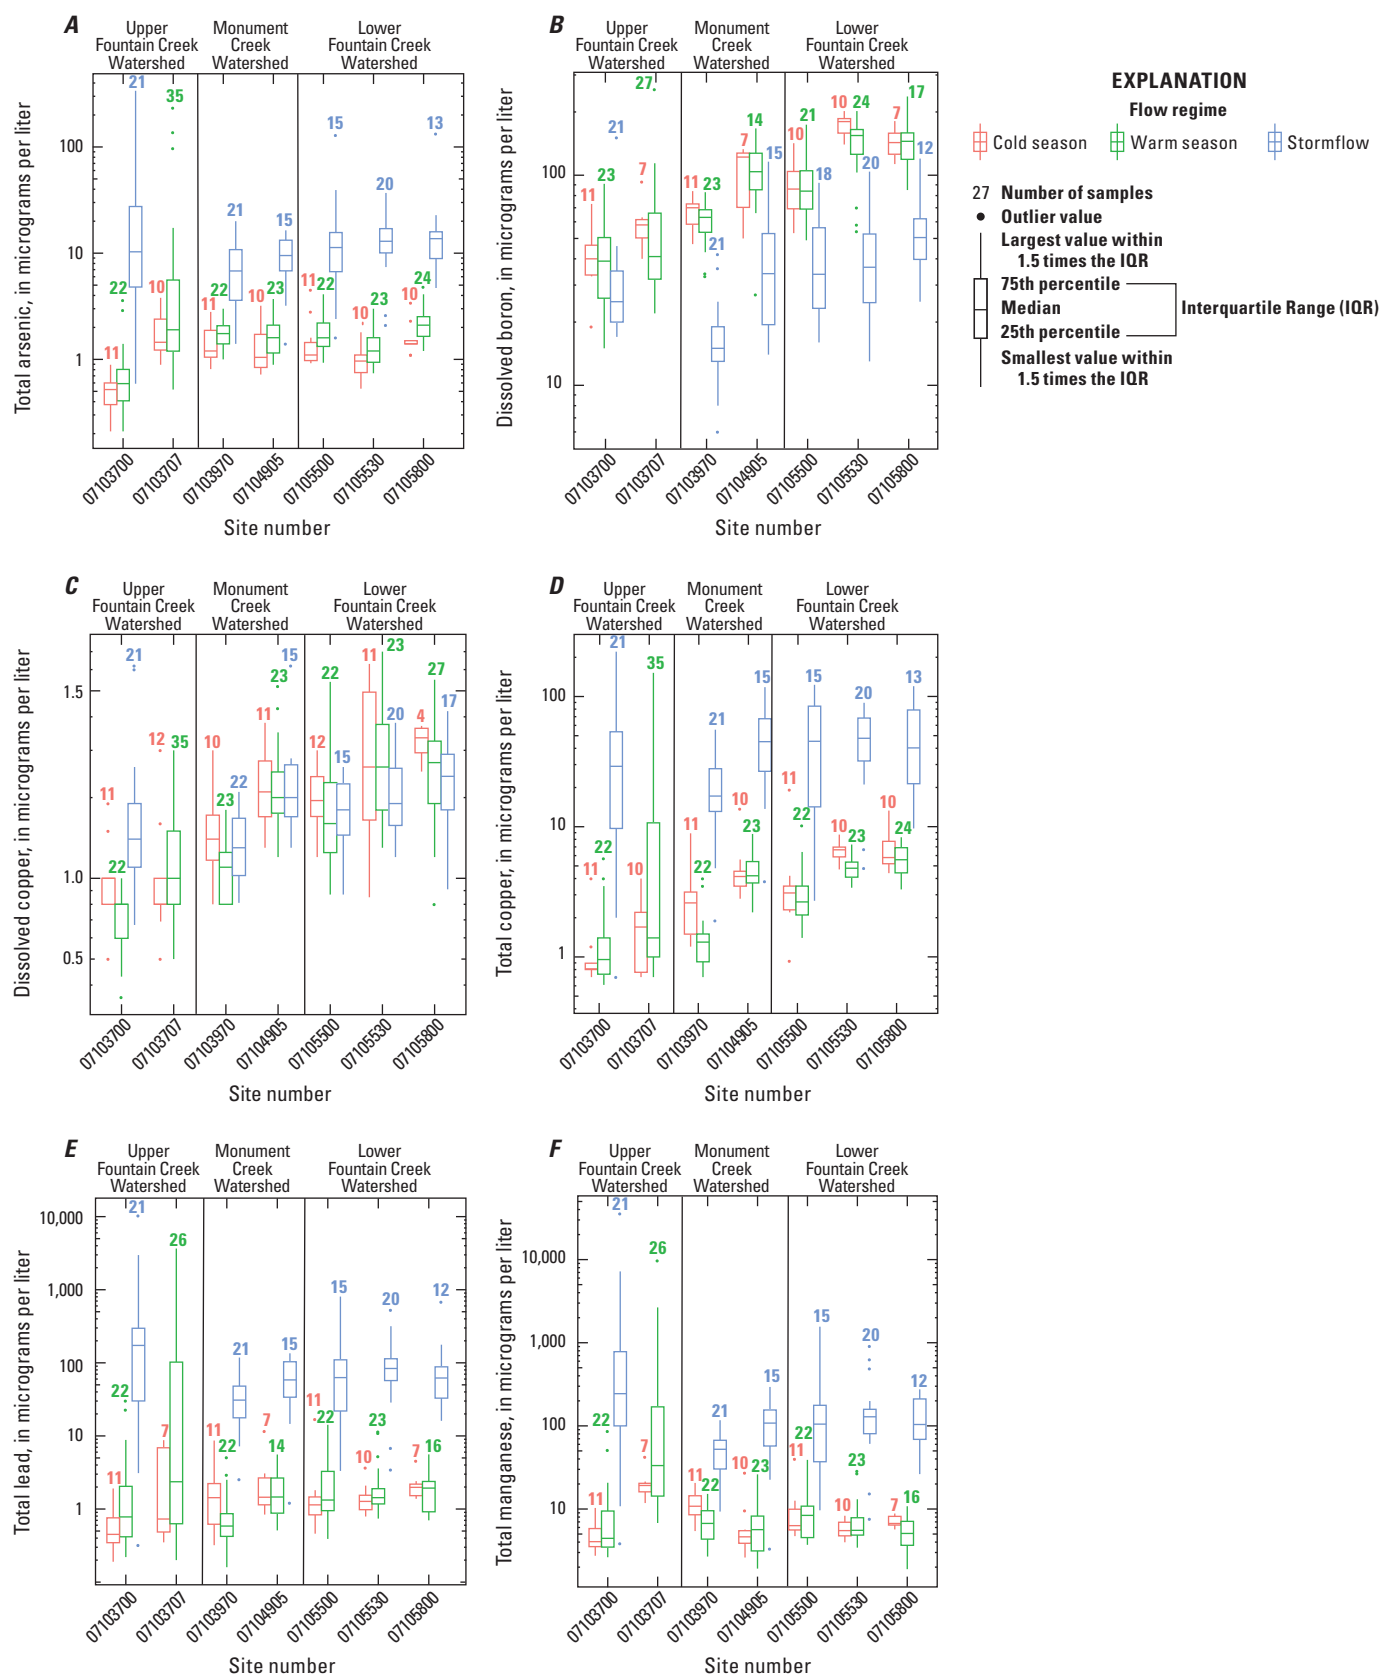 A
Upper
Fountain Creek
Watershed
Monument
Creek
Watershed
Lower
Fountain Creek
Watershed
Total arsenic, in micrograms per liter
100
10
1
11
22
21
10
35
11
22
21
10
23
15
11
22
15
10
23
20
10
24
13
07103700
07103707
07103970
07104905
07105500
07105530
07105800
Site number
B
Upper
Fountain Creek
Watershed
Monument
Creek
Watershed
Lower
Fountain Creek
Watershed
Dissolved boron, in micrograms per liter
100
10
11
23
21
7
27
11
23
21
7
14
15
10
21
18
10
24
20
7
17
12
07103700
07103707
07103970
07104905
07105500
07105530
07105800
Site number
EXPLANATION
Flow regime
Cold season
Warm season
Stormflow
27 Number of samples
Outlier value
Largest value within
1.5 times the IQR
75th percentile
Median
25th percentile
Interquartile Range (IQR)
Smallest value within
1.5 times the IQR
C
Upper
Fountain Creek
Watershed
Monument
Creek
Watershed
Lower
Fountain Creek
Watershed
Dissolved copper, in micrograms per liter
1.5
1.0
0.5
11
22
21
12
35
10
23
22
11
23
15
12
22
15
11
23
20
4
27
17
07103700
07103707
07103970
07104905
07105500
07105530
07105800
Site number
D
Upper
Fountain Creek
Watershed
Monument
Creek
Watershed
Lower
Fountain Creek
Watershed
Total copper, in micrograms per liter
100
10
1
11
22
21
10
35
11
22
21
10
23
15
11
22
15
10
23
20
10
24
13
07103700
07103707
07103970
07104905
07105500
07105530
07105800
Site number
E
Upper
Fountain Creek
Watershed
Monument
Creek
Watershed
Lower
Fountain Creek
Watershed
Total lead, in micrograms per liter
10,000
1,000
100
10
1
11
22
21
7
26
11
22
21
7
14
15
11
22
15
10
23
20
7
16
12
07103700
07103707
07103970
07104905
07105500
07105530
07105800
Site number
F
Upper
Fountain Creek
Watershed
Monument
Creek
Watershed
Lower
Fountain Creek
Watershed
Total manganese, in micrograms per liter
10,000
1,000
100
10
11
22
21
7
26
11
22
21
10
23
15
11
22
15
10
23
20
7
16
12
07103700
07103707
07103970
07104905
07105500
07105530
07105800
Site number